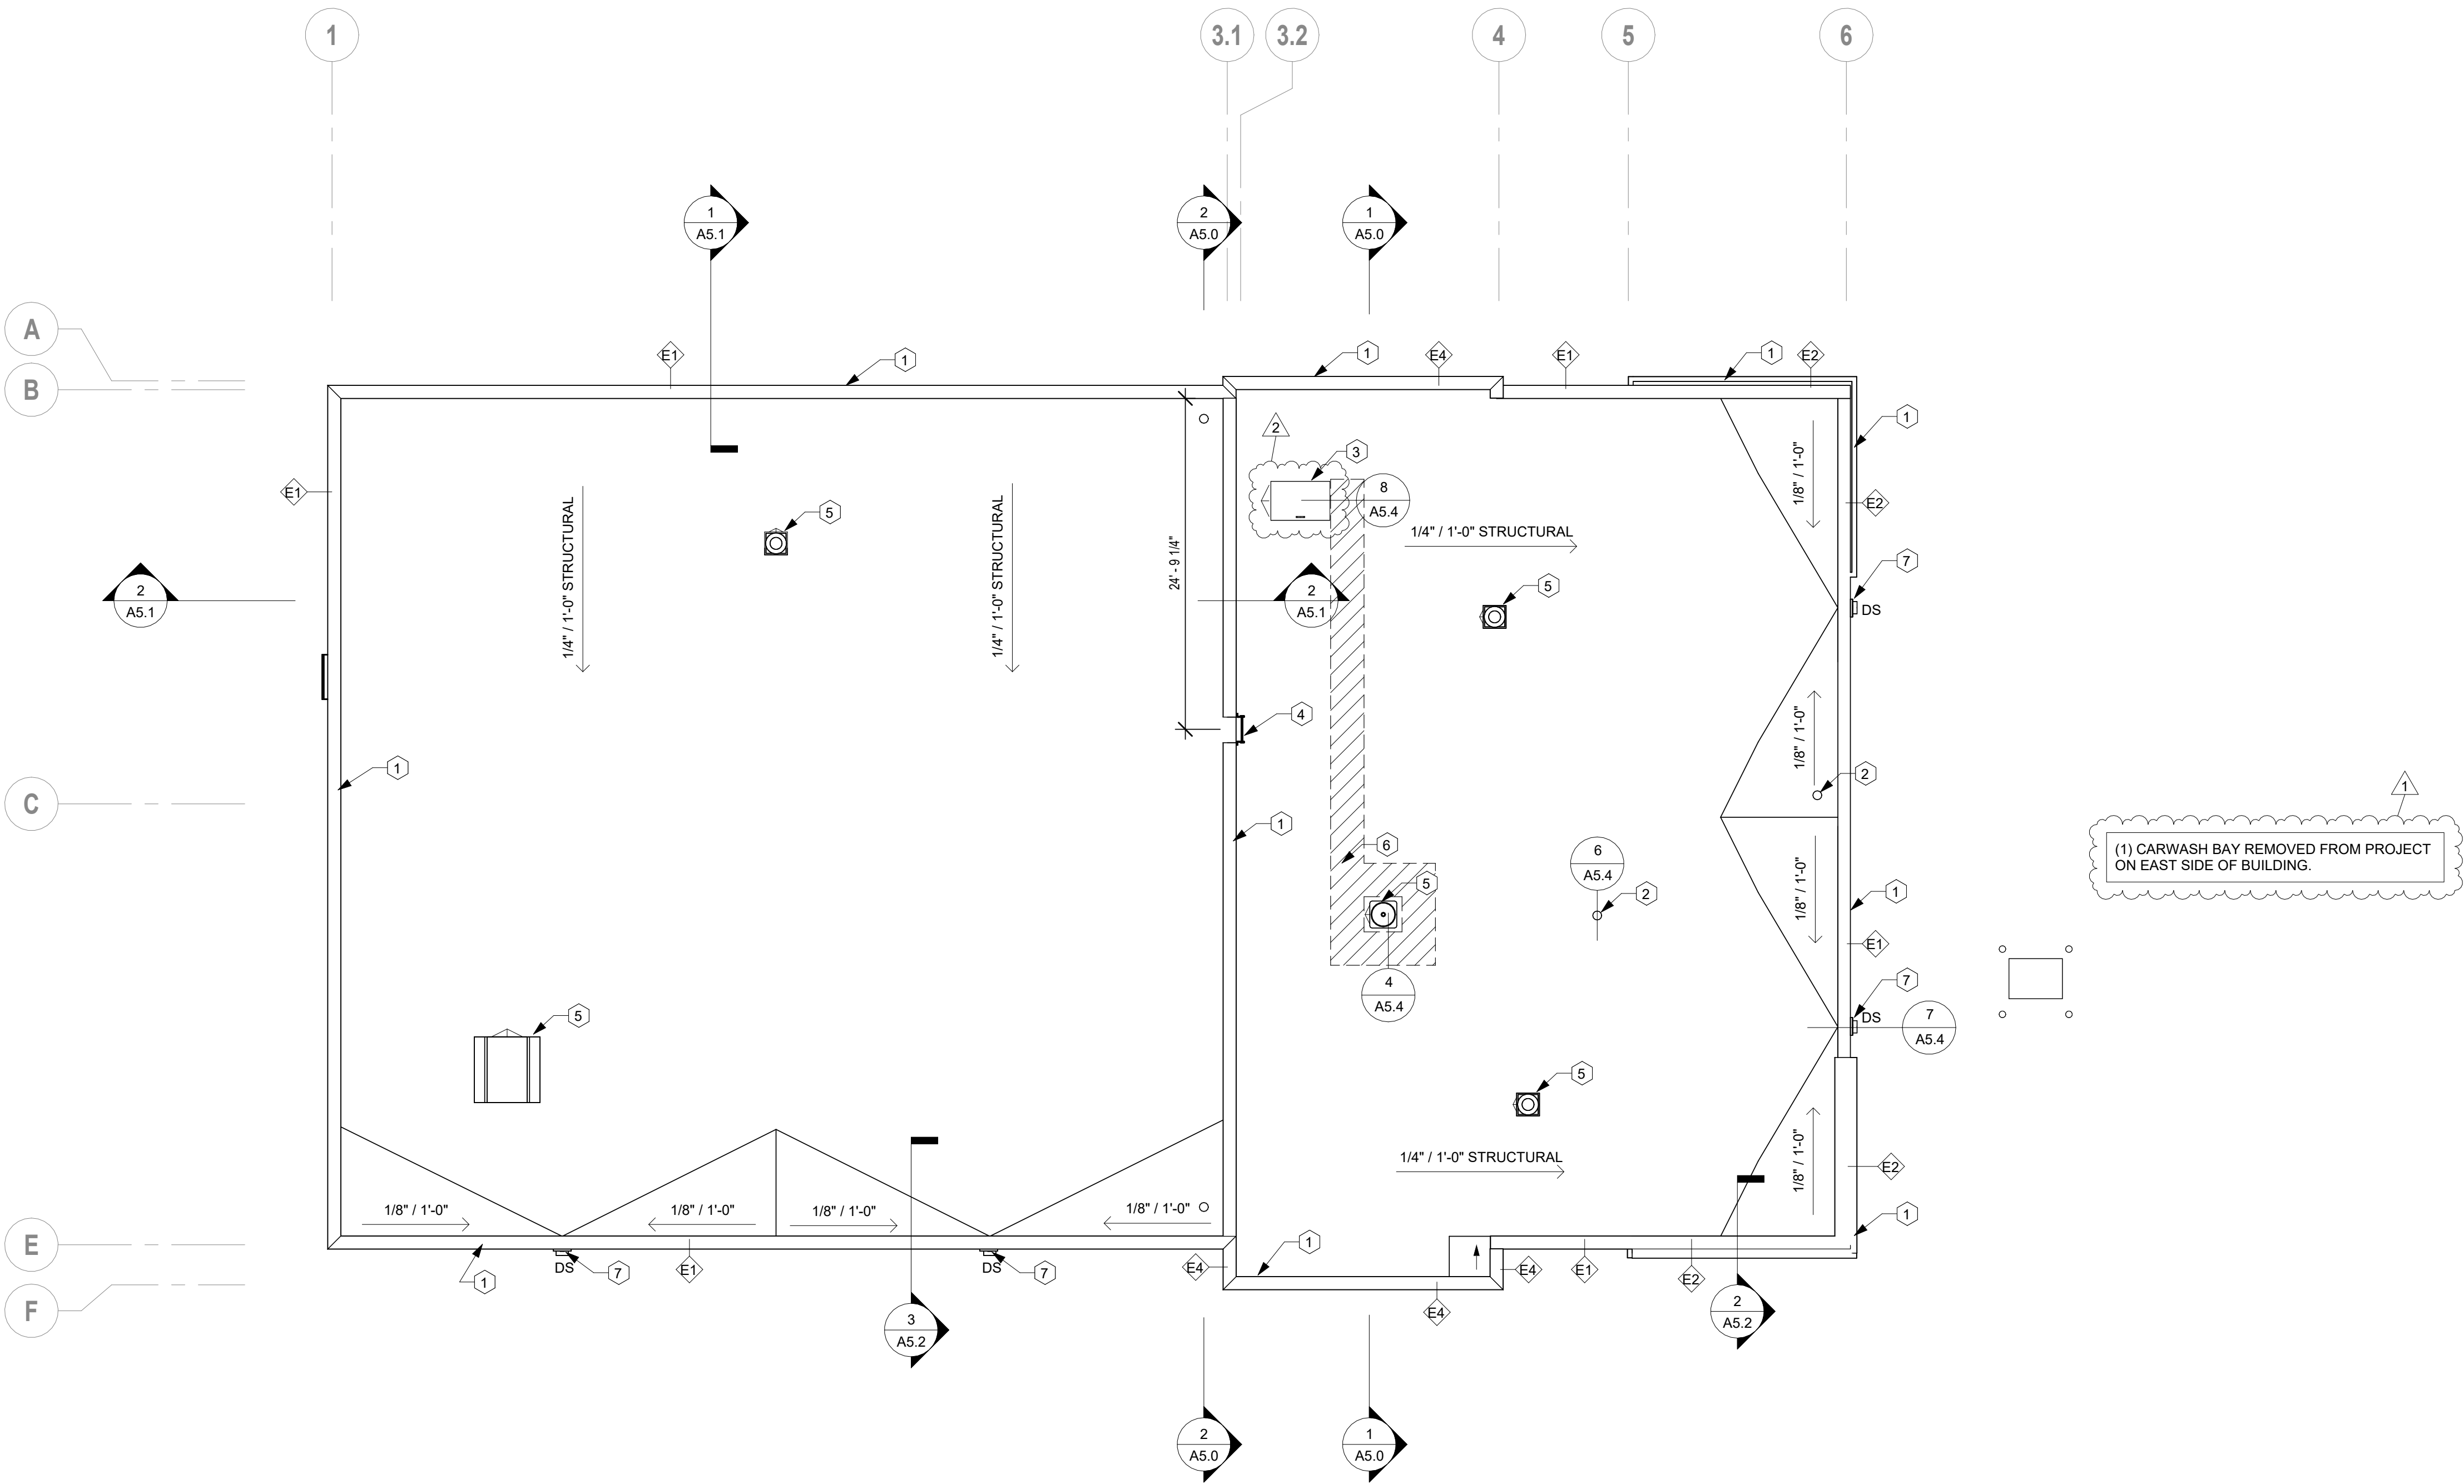 1
3.1
3.2
4
5
6
1
A5.1
2
A5.0
1
A5.0
A
B
E1
1
1
E4
E1
1
E2
1
2
3
8
A5.4
E1
5
1/4" / 1'-0" STRUCTURAL
1/4" / 1'-0" STRUCTURAL
24' - 9 1/4"
1/4" / 1'-0" STRUCTURAL
1/8" / 1'-0"
E2
7
DS
2
A5.1
2
A5.1
5
4
1/8" / 1'-0"
1
2
C
1
1
(1) CARWASH BAY REMOVED FROM PROJECT
ON EAST SIDE OF BUILDING.
1
6
6
A5.4
5
2
1/8" / 1'-0"
1
E1
4
A5.4
7
DS
7
A5.4
5
5
1/4" / 1'-0" STRUCTURAL
1/8" / 1'-0"
E2
1/8" / 1'-0"
1/8" / 1'-0"
1/8" / 1'-0"
1/8" / 1'-0"
1
E
F
1
DS
7
E1
DS
7
E4
1
E4
E1
E2
E4
3
A5.2
2
A5.2
2
A5.0
1
A5.0